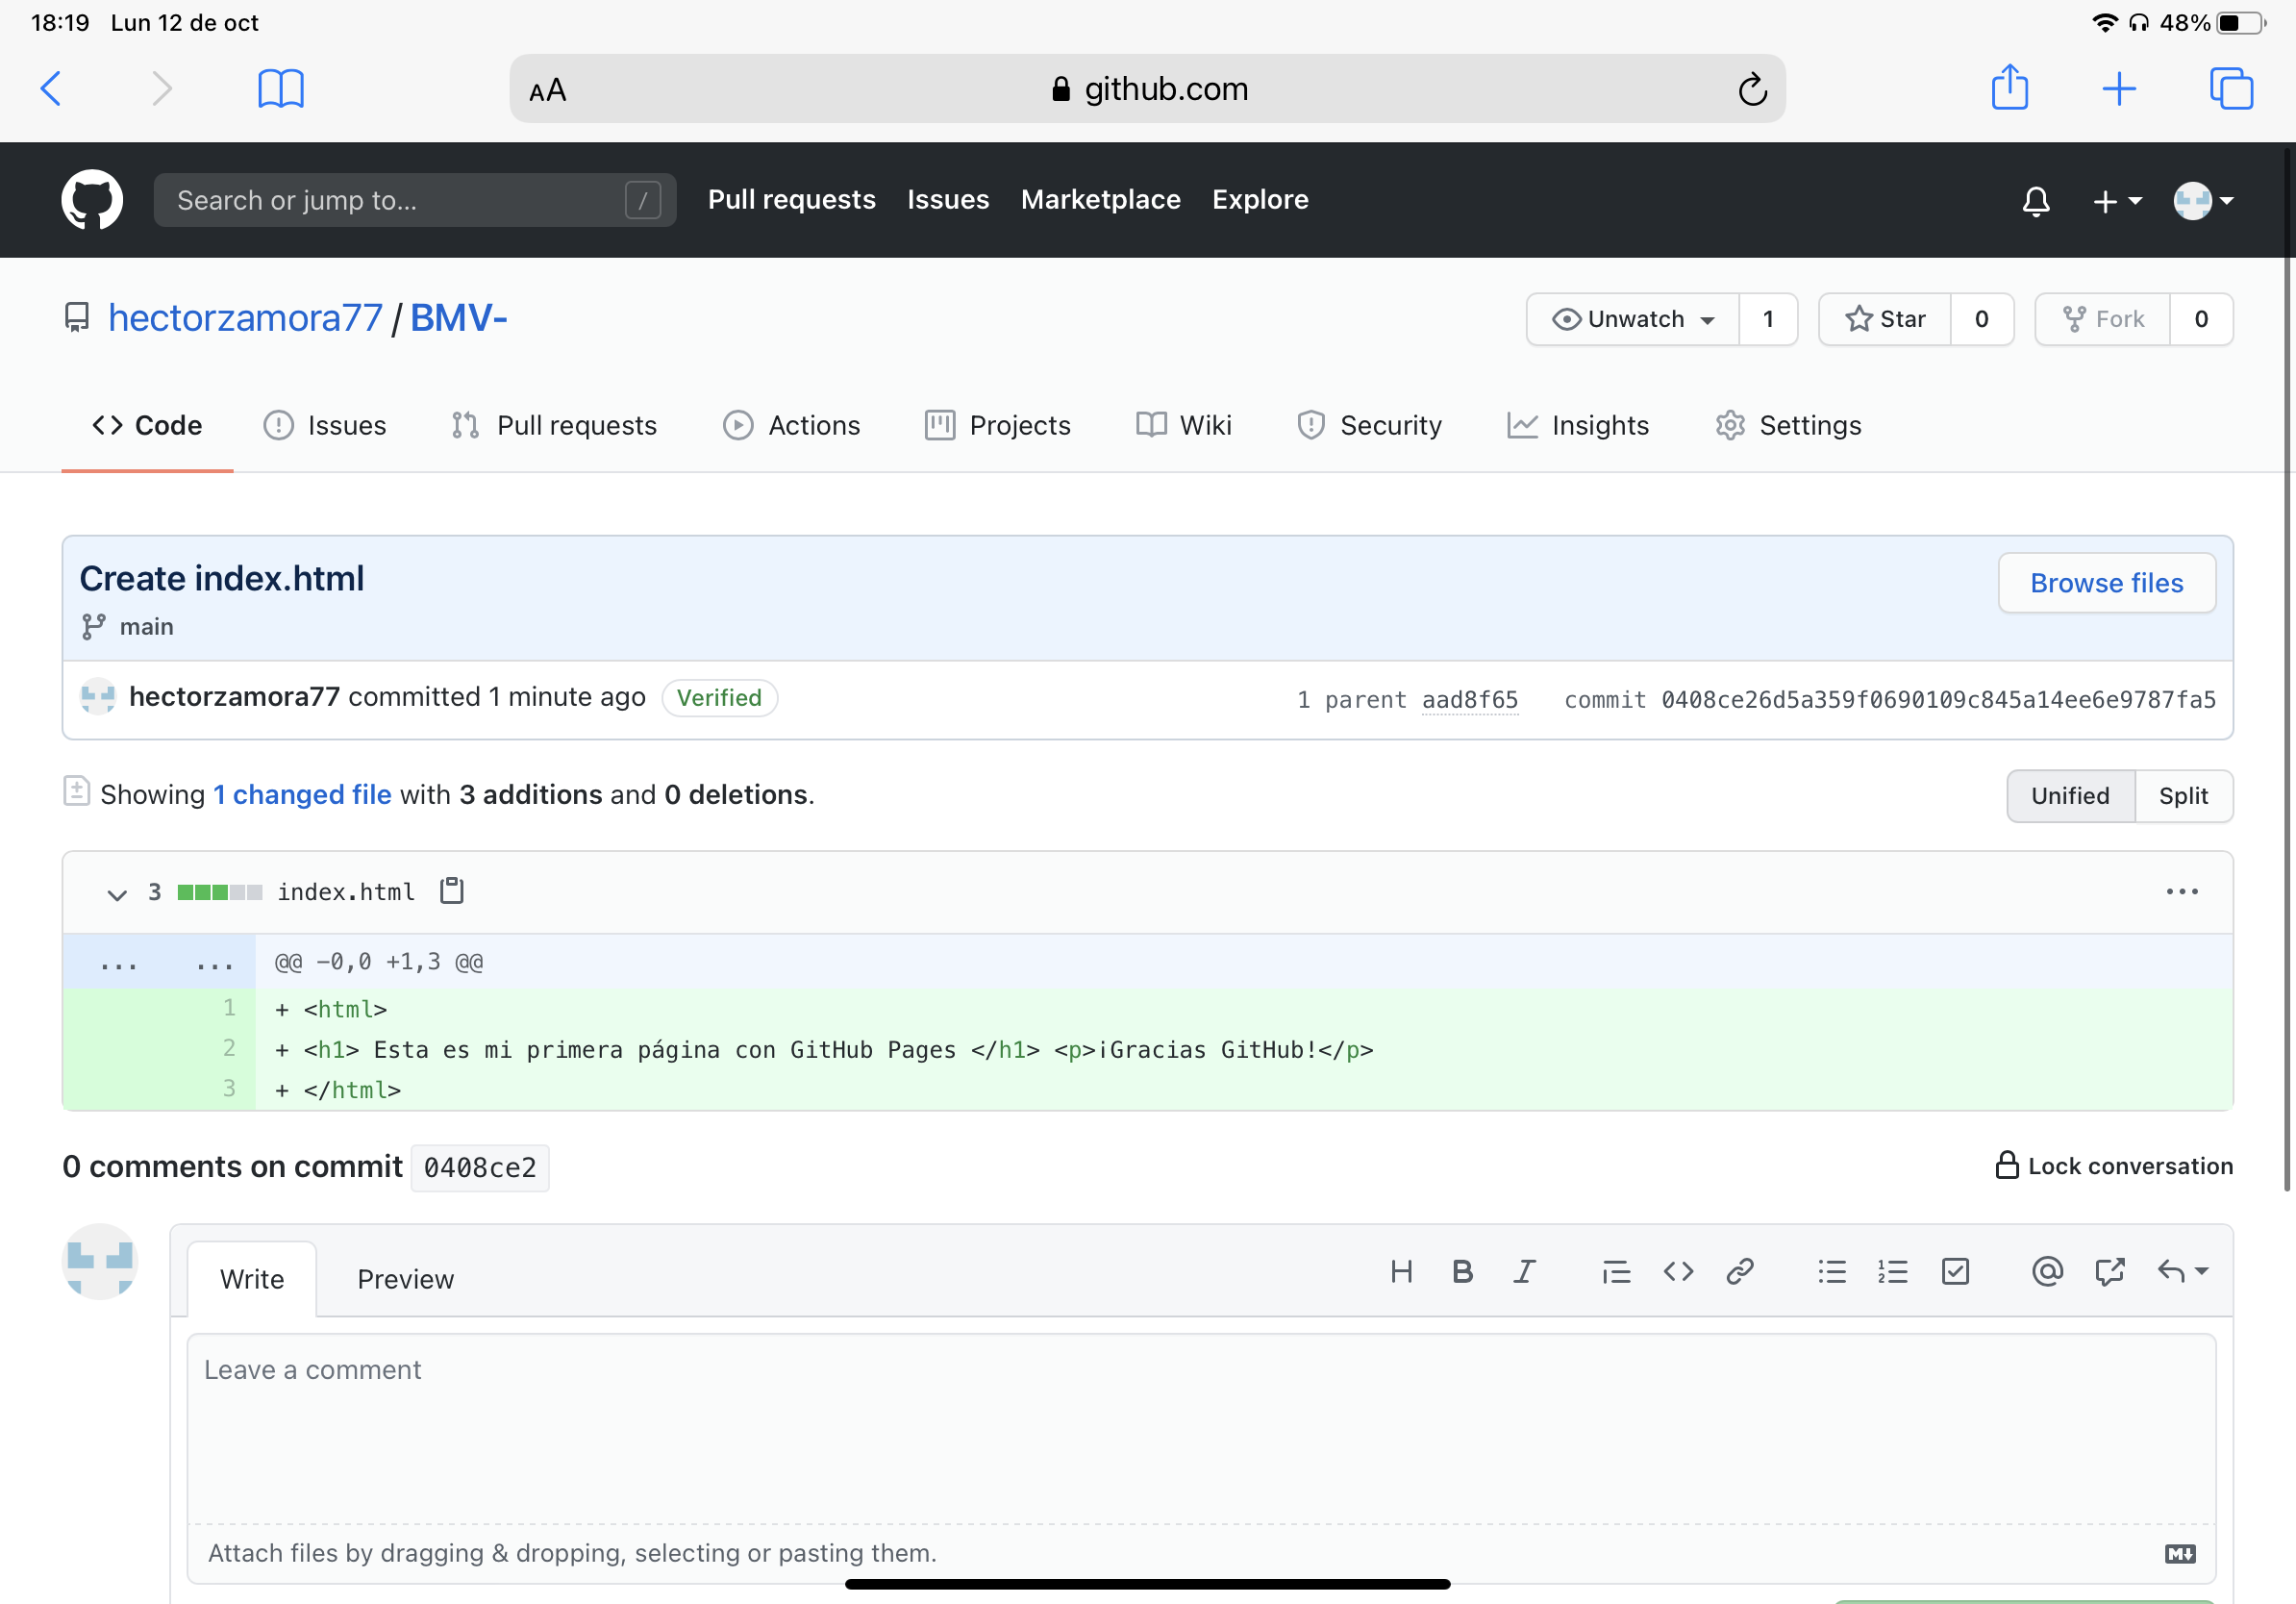 18:19 Lun 12 de oct
48%
AA github.com
Search or jump to... / Pull requests Issues Marketplace Explore
hectorzamora77 / BMV-
Unwatch 1 Star 0 Fork 0
Code Issues Pull requests Actions Projects Wiki Security Insights Settings
Create index.html
Browse files
main
hectorzamora77 committed 1 minute ago Verified
1 parent aad8f65 commit 0408ce26d5a359f0690109c845a14ee6e9787fa5
Showing 1 changed file with 3 additions and 0 deletions.
Unified Split
3 index.html
... ... @@ -0,0 +1,3 @@
1 + <html>
2 + <h1> Esta es mi primera página con GitHub Pages </h1> <p>¡Gracias GitHub!</p>
3 + </html>
0 comments on commit 0408ce2
Lock conversation
Write Preview
Leave a comment
Attach files by dragging & dropping, selecting or pasting them.